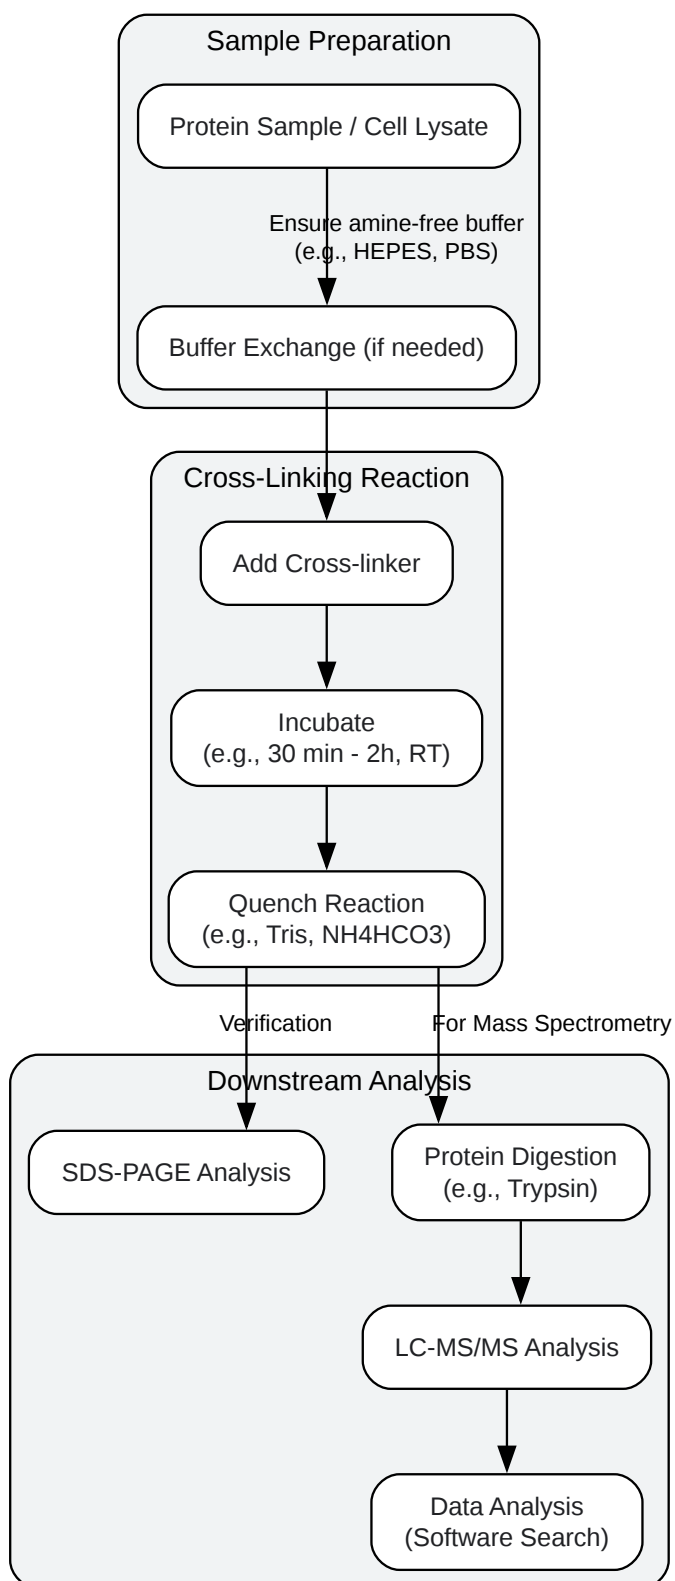 Sample Preparation
Protein Sample / Cell Lysate
Ensure amine-free buffer
(e.g., HEPES, PBS)
Buffer Exchange (if needed)
Cross-Linking Reaction
Add Cross-linker
Incubate
(e.g., 30 min - 2h, RT)
Quench Reaction
(e.g., Tris, NH4HCO3)
Verification
For Mass Spectrometry
Downstream Analysis
SDS-PAGE Analysis
Protein Digestion
(e.g., Trypsin)
LC-MS/MS Analysis
Data Analysis
(Software Search)